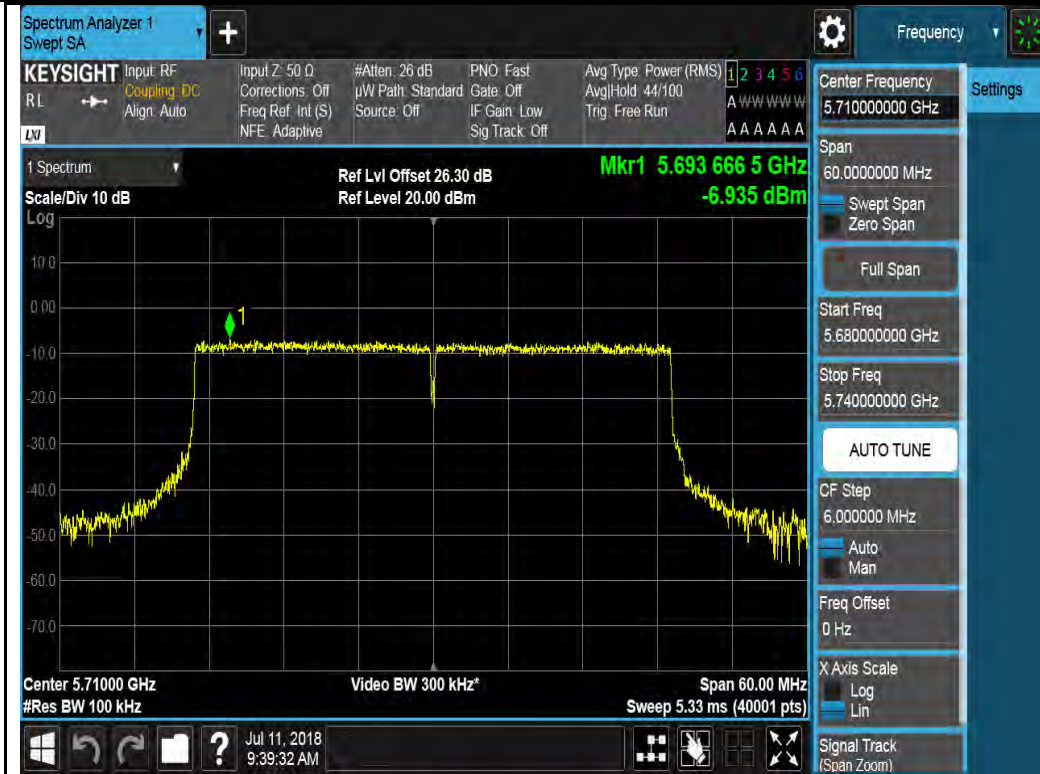 Spectrum Analyzer 1
Swept SA
+
Frequency
KEYSIGHT
R L
LXI
Input: RF
Coupling: DC
Align: Auto
Input Z: 50 Ω
Corrections: Off
Freq Ref: Int (S)
NFE: Adaptive
#Atten: 26 dB
µW Path: Standard
Source: Off
PNO: Fast
Gate: Off
IF Gain: Low
Sig Track: Off
Avg Type: Power (RMS)
Avg|Hold: 44/100
Trig: Free Run
1 2 3 4 5 6
A W W W W W
A A A A A A
1 Spectrum
Scale/Div 10 dB
Ref Lvl Offset 26.30 dB
Ref Level 20.00 dBm
Mkr1 5.693 666 5 GHz
-6.935 dBm
Log
10.0
0.00
-10.0
-20.0
-30.0
-40.0
-50.0
-60.0
-70.0
1
Center 5.71000 GHz
#Res BW 100 kHz
Video BW 300 kHz*
Span 60.00 MHz
Sweep 5.33 ms (40001 pts)
?
Jul 11, 2018
9:39:32 AM
Center Frequency
5.710000000 GHz
Span
60.0000000 MHz
Swept Span
Zero Span
Full Span
Start Freq
5.680000000 GHz
Stop Freq
5.740000000 GHz
AUTO TUNE
CF Step
6.000000 MHz
Auto
Man
Freq Offset
0 Hz
X Axis Scale
Log
Lin
Signal Track
(Span Zoom)
Settings